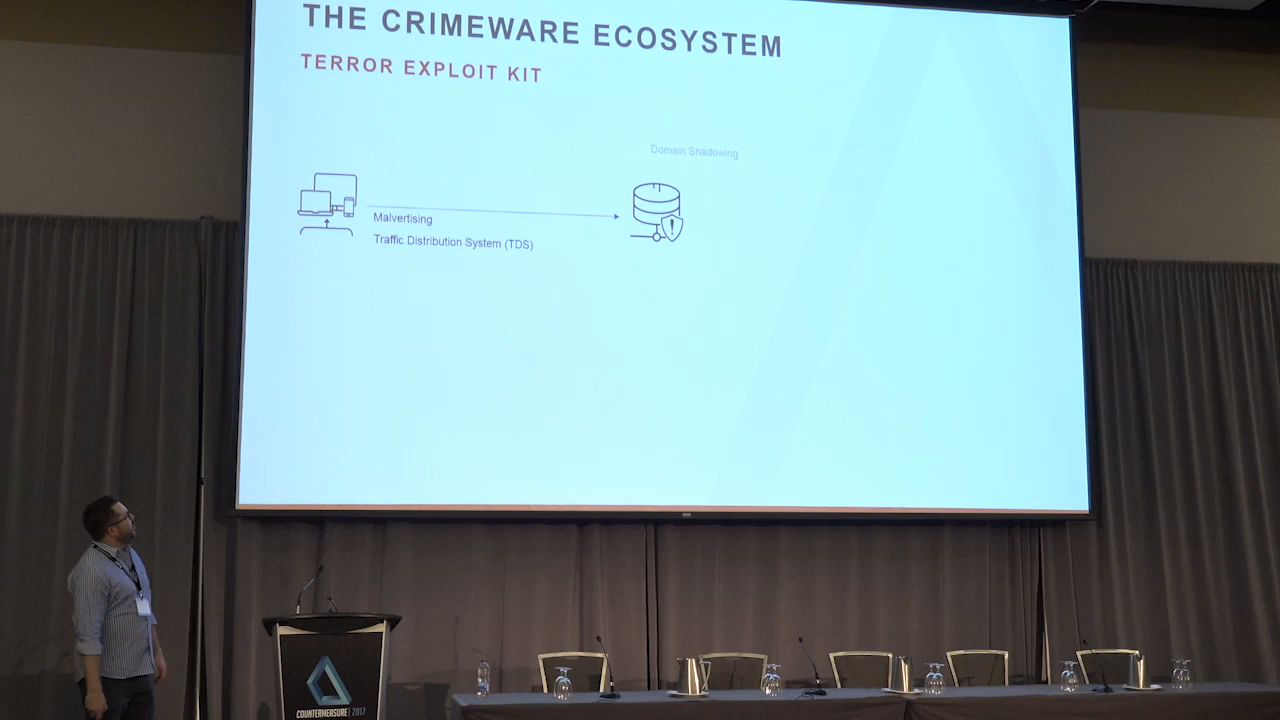 THE CRIMEWARE ECOSYSTEM
TERROR EXPLOIT KIT
Domain Shadowing
Malvertising
Traffic Distribution System (TDS)
COUNTERMEASURE | 2017